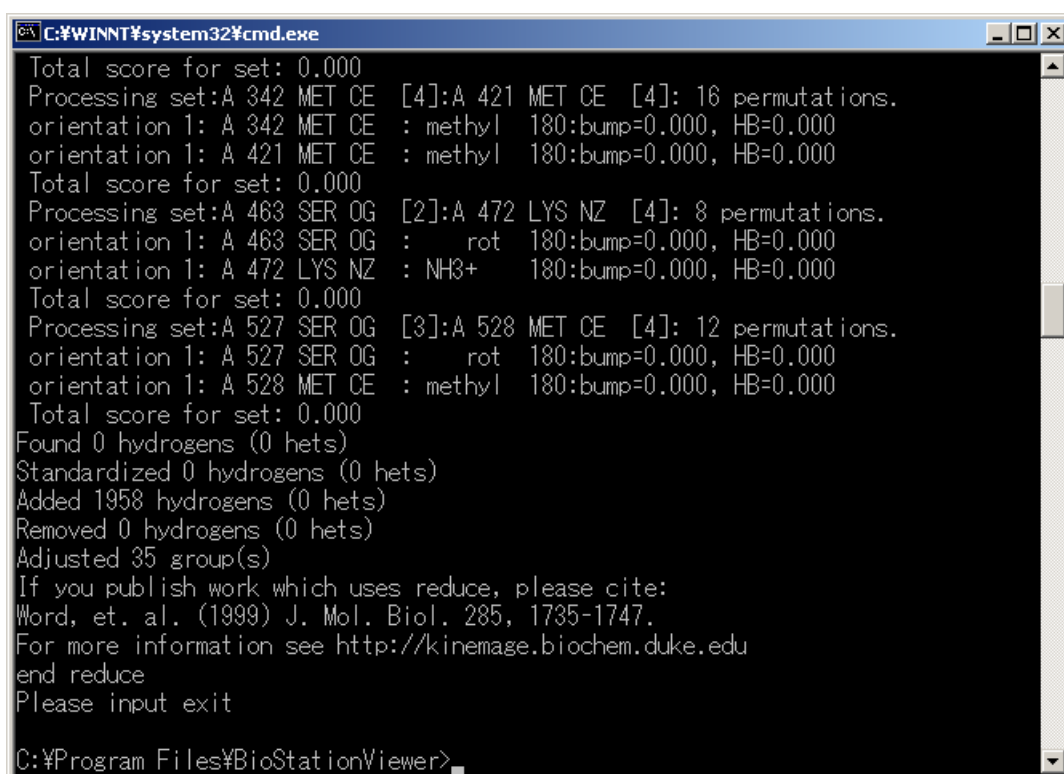 C:¥WINNT¥system32¥cmd.exe
Total score for set: 0.000
Processing set:A 342 MET CE  [4]:A 421 MET CE  [4]: 16 permutations.
orientation 1: A 342 MET CE  : methyl  180:bump=0.000, HB=0.000
orientation 1: A 421 MET CE  : methyl  180:bump=0.000, HB=0.000
Total score for set: 0.000
Processing set:A 463 SER OG  [2]:A 472 LYS NZ  [4]: 8 permutations.
orientation 1: A 463 SER OG  :    rot  180:bump=0.000, HB=0.000
orientation 1: A 472 LYS NZ  : NH3+    180:bump=0.000, HB=0.000
Total score for set: 0.000
Processing set:A 527 SER OG  [3]:A 528 MET CE  [4]: 12 permutations.
orientation 1: A 527 SER OG  :    rot  180:bump=0.000, HB=0.000
orientation 1: A 528 MET CE  : methyl  180:bump=0.000, HB=0.000
Total score for set: 0.000
Found 0 hydrogens (0 hets)
Standardized 0 hydrogens (0 hets)
Added 1958 hydrogens (0 hets)
Removed 0 hydrogens (0 hets)
Adjusted 35 group(s)
If you publish work which uses reduce, please cite:
Word, et. al. (1999) J. Mol. Biol. 285, 1735-1747.
For more information see http://kinemage.biochem.duke.edu
end reduce
Please input exit
C:¥Program Files¥BioStationViewer>_